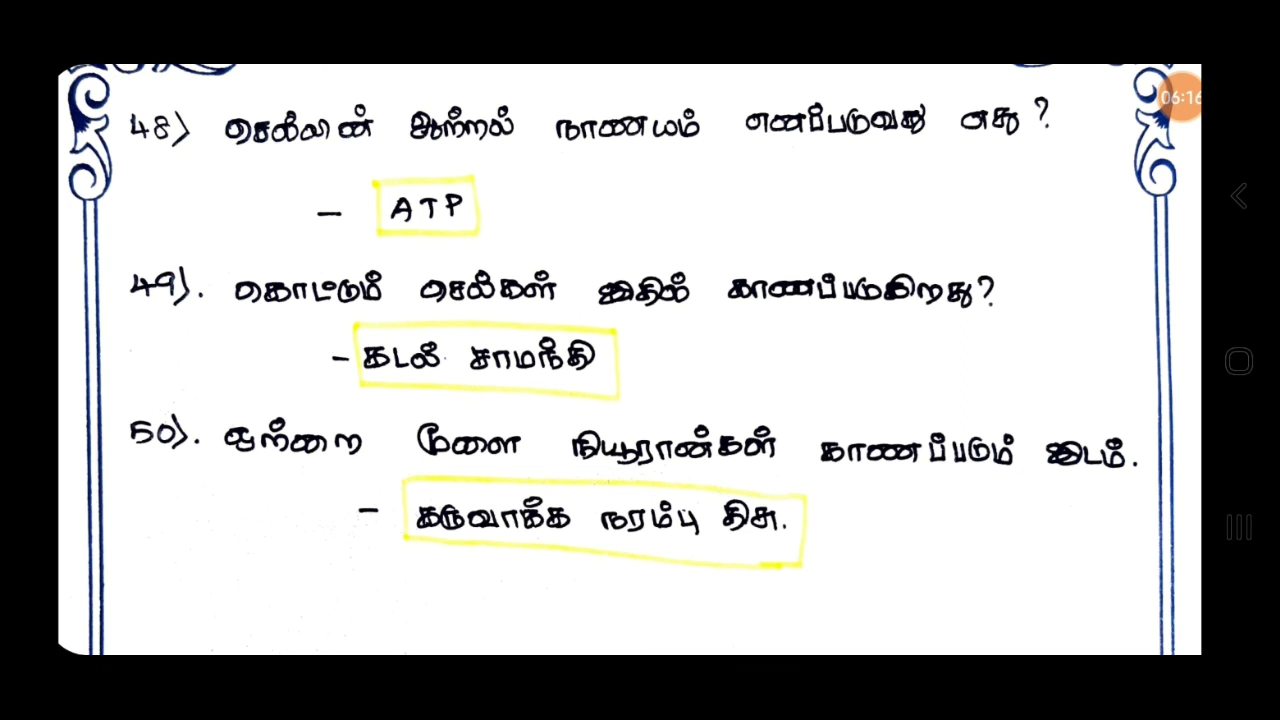 06:16
48) செல்லின் ஆற்றல் நாணயம் எனப்படுவது எது?
- ATP
49). கொட்டும் செல்கள் இதில் காணப்படுகிறது?
- கடல் சாமந்தி
50). ஒற்றை முளை நியூரான்கள் காணப்படும் இடம்.
- கருவாக்க நரம்பு திசு.